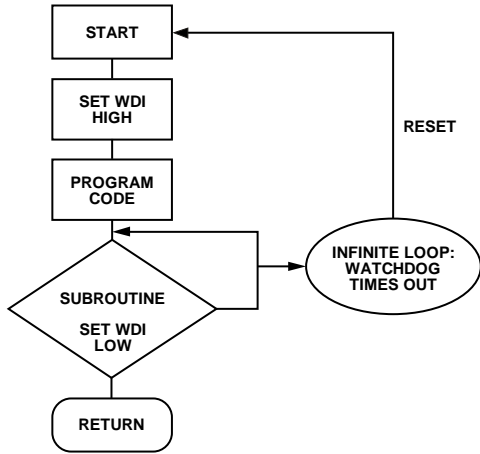 START
SET WDI
HIGH
RESET
PROGRAM
CODE
INFINITE LOOP:
WATCHDOG
TIMES OUT
SUBROUTINE
SET WDI
LOW
RETURN